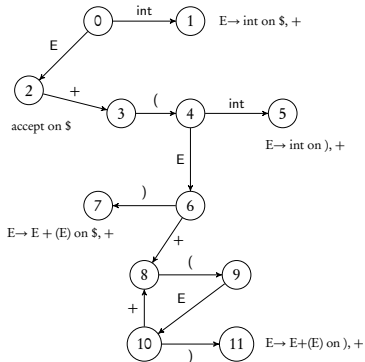 0
int
1
E→ int on $, +
E
2
+
3
(
4
int
5
accept on $
E→ int on ), +
E
7
)
6
E→ E + (E) on $, +
+
8
(
9
+
E
10
)
11
E→ E+(E) on ), +